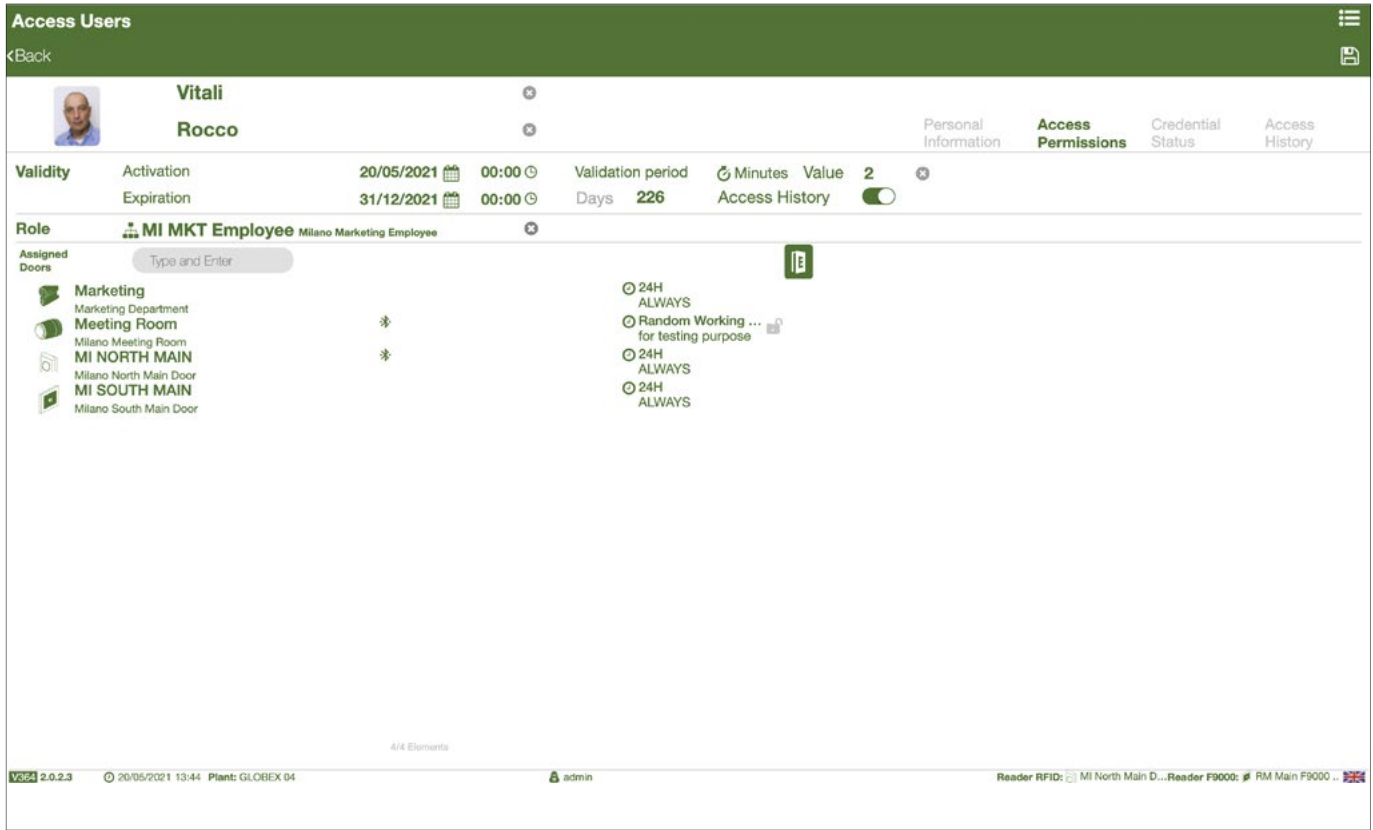 Access Users
<Back
Vitali
Rocco
Personal Information
Access Permissions
Credential Status
Access History
Validity Activation 20/05/2021 00:00 Validation period Minutes Value 2
Expiration 31/12/2021 00:00 Days 226 Access History
Role MI MKT Employee Milano Marketing Employee
Assigned Doors Type and Enter E
Marketing 24H
Marketing Department ALWAYS
Meeting Room Random Working ...
Milano Meeting Room for testing purpose
MI NORTH MAIN 24H
Milano North Main Door ALWAYS
MI SOUTH MAIN 24H
Milano South Main Door ALWAYS
4/4 Elements
V364 2.0.2.3 20/05/2021 13:44 Plant: GLOBEX 04 admin Reader RFID: MI North Main D...Reader F9000: RM Main F9000 ..